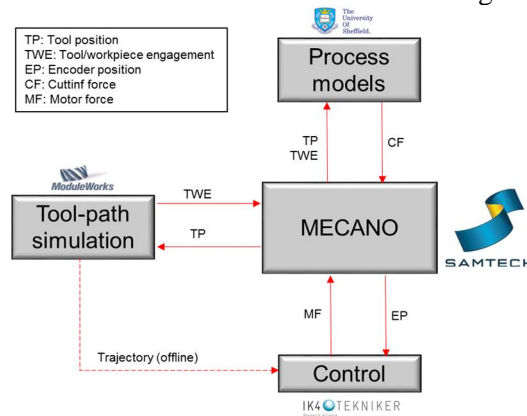 The
University
Of
Sheffield.
TP: Tool position
TWE: Tool/workpiece engagement
EP: Encoder position
CF: Cuttinf force
MF: Motor force
Process
models
TP
TWE
CF
ModuleWorks
Tool-path
simulation
TWE
TP
MECANO
SAMTECH
MF
EP
Trajectory (offline)
Control
IK4 TEKNIKER